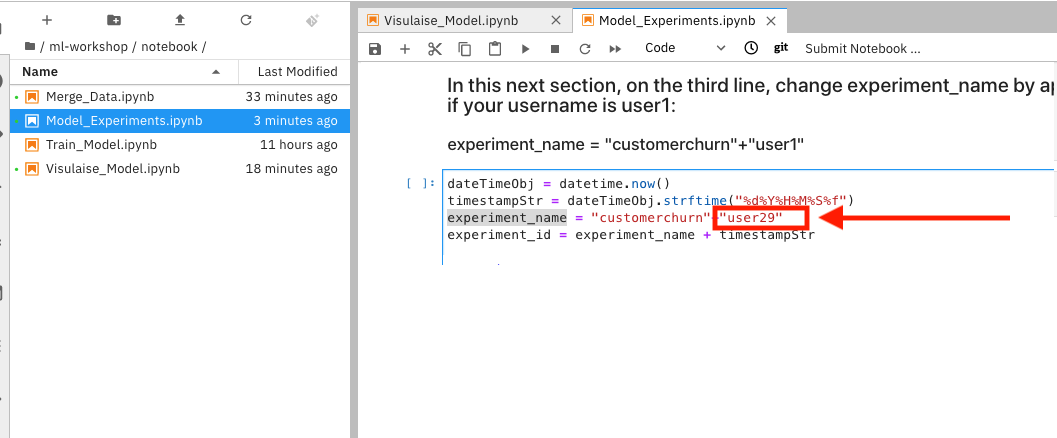 / ml-workshop / notebook /
Name Last Modified
Merge_Data.ipynb 33 minutes ago
Model_Experiments.ipynb 3 minutes ago
Train_Model.ipynb 11 hours ago
Visulaise_Model.ipynb 18 minutes ago
Visulaise_Model.ipynb Model_Experiments.ipynb
Code git Submit Notebook ...
In this next section, on the third line, change experiment_name by
if your username is user1:
experiment_name = "customerchurn"+"user1"
[ ]: dateTimeObj = datetime.now()
timestampStr = dateTimeObj.strftime("%d%Y%H%M%S%f")
experiment_name = "customerchurn"+"user29"
experiment_id = experiment_name + timestampStr